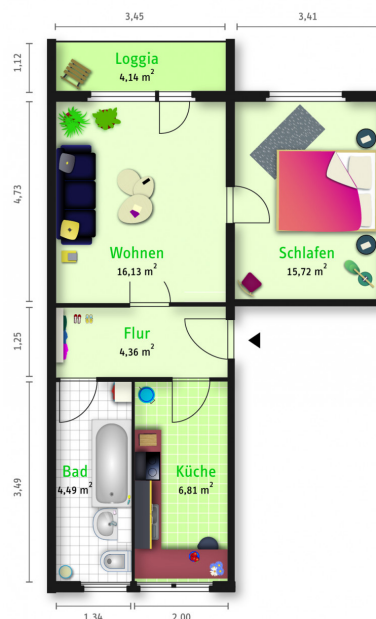 3,45
3,41
1,12
Loggia
4,14 m²
4,73
Wohnen
16,13 m²
Schlafen
15,72 m²
1,25
Flur
4,36 m²
3,49
Bad
4,49 m²
Küche
6,81 m²
1,34
2,00